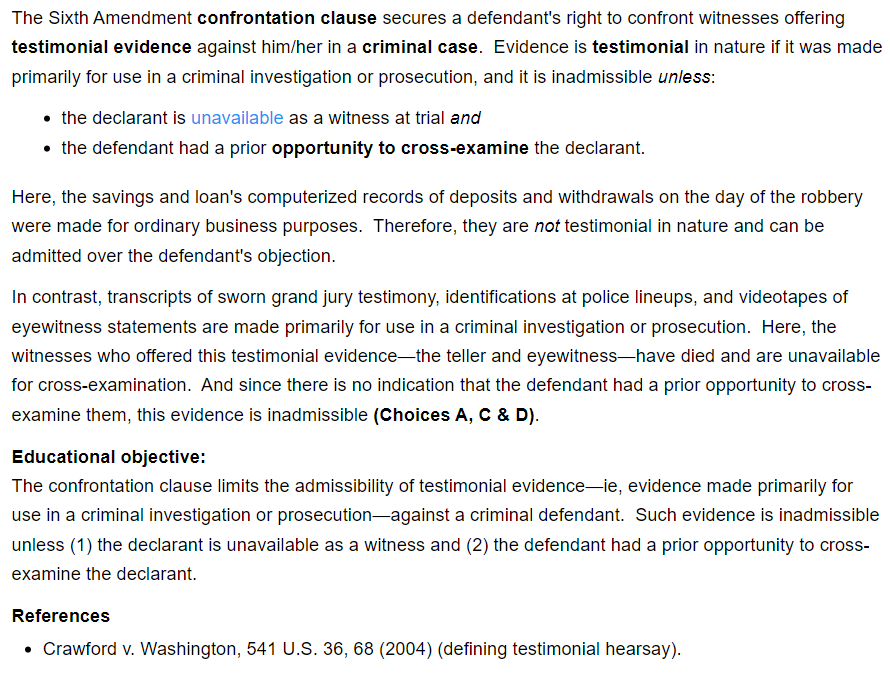 The Sixth Amendment confrontation clause secures a defendant's right to confront witnesses offering
testimonial evidence against him/her in a criminal case.  Evidence is testimonial in nature if it was made
primarily for use in a criminal investigation or prosecution, and it is inadmissible unless:
• the declarant is unavailable as a witness at trial and
• the defendant had a prior opportunity to cross-examine the declarant.
Here, the savings and loan's computerized records of deposits and withdrawals on the day of the robbery
were made for ordinary business purposes.  Therefore, they are not testimonial in nature and can be
admitted over the defendant's objection.
In contrast, transcripts of sworn grand jury testimony, identifications at police lineups, and videotapes of
eyewitness statements are made primarily for use in a criminal investigation or prosecution.  Here, the
witnesses who offered this testimonial evidence—the teller and eyewitness—have died and are unavailable
for cross-examination.  And since there is no indication that the defendant had a prior opportunity to cross-
examine them, this evidence is inadmissible (Choices A, C & D).
Educational objective:
The confrontation clause limits the admissibility of testimonial evidence—ie, evidence made primarily for
use in a criminal investigation or prosecution—against a criminal defendant.  Such evidence is inadmissible
unless (1) the declarant is unavailable as a witness and (2) the defendant had a prior opportunity to cross-
examine the declarant.
References
• Crawford v. Washington, 541 U.S. 36, 68 (2004) (defining testimonial hearsay).